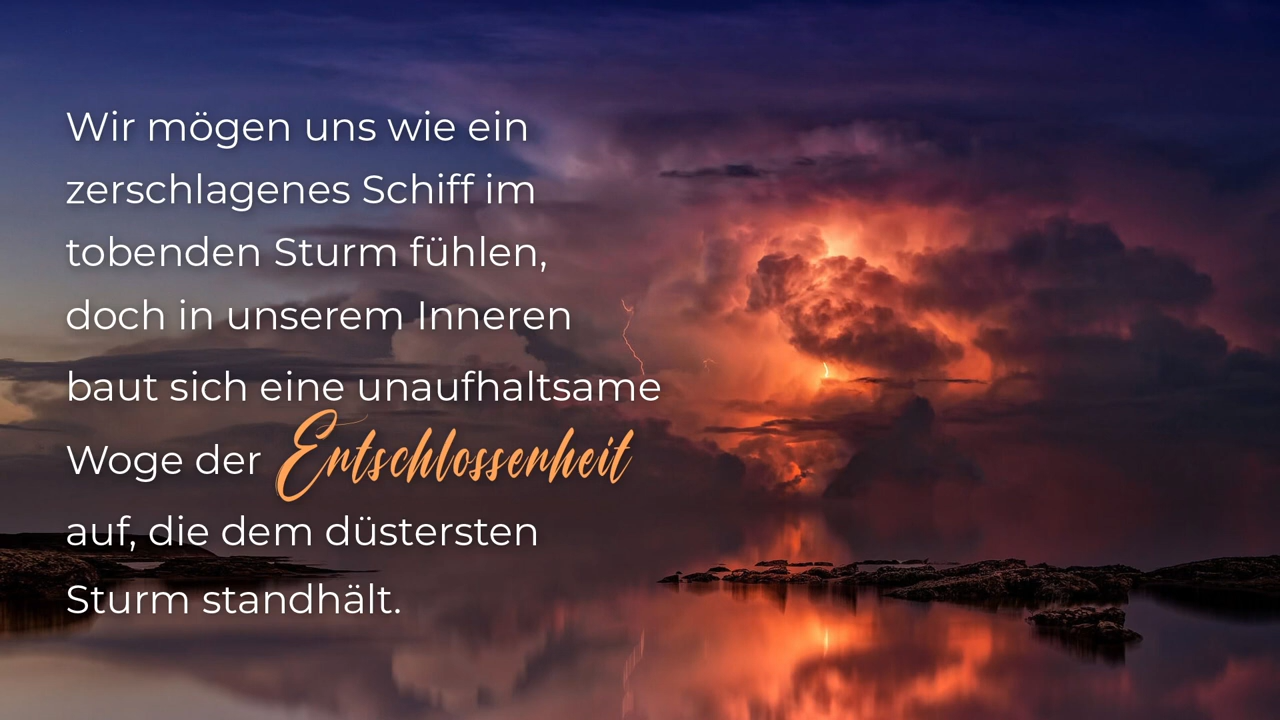 Wir mögen uns wie ein
zerschlagenes Schiff im
tobenden Sturm fühlen,
doch in unserem Inneren
baut sich eine unaufhaltsame
Woge der Entschlossenheit
auf, die dem düstersten
Sturm standhält.